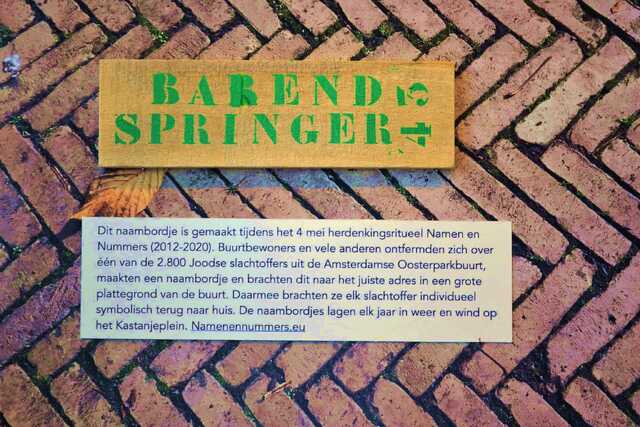 BAREND
SPRINGER '45
Dit naambordje is gemaakt tijdens het 4 mei herdenkingsritueel Namen en
Nummers (2012-2020). Buurtbewoners en vele anderen ontfermden zich over
één van de 2.800 Joodse slachtoffers uit de Amsterdamse Oosterparkbuurt,
maakten een naambordje en brachten dit naar het juiste adres in een grote
plattegrond van de buurt. Daarmee brachten ze elk slachtoffer individueel
symbolisch terug naar huis. De naambordjes lagen elk jaar in weer en wind op
het Kastanjeplein. Namenennummers.eu